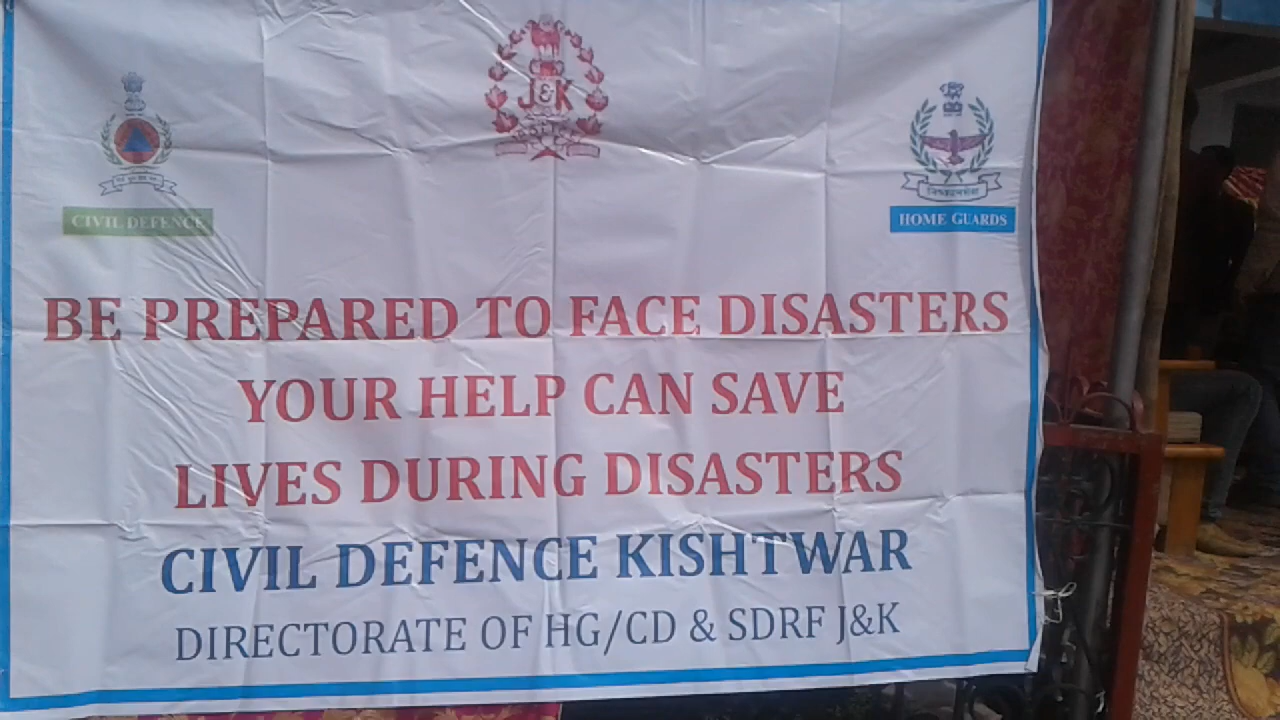 J&K
CIVIL DEFENCE
HOME GUARDS
BE PREPARED TO FACE DISASTERS
YOUR HELP CAN SAVE
LIVES DURING DISASTERS
CIVIL DEFENCE KISHTWAR
DIRECTORATE OF HG/CD & SDRF J&K